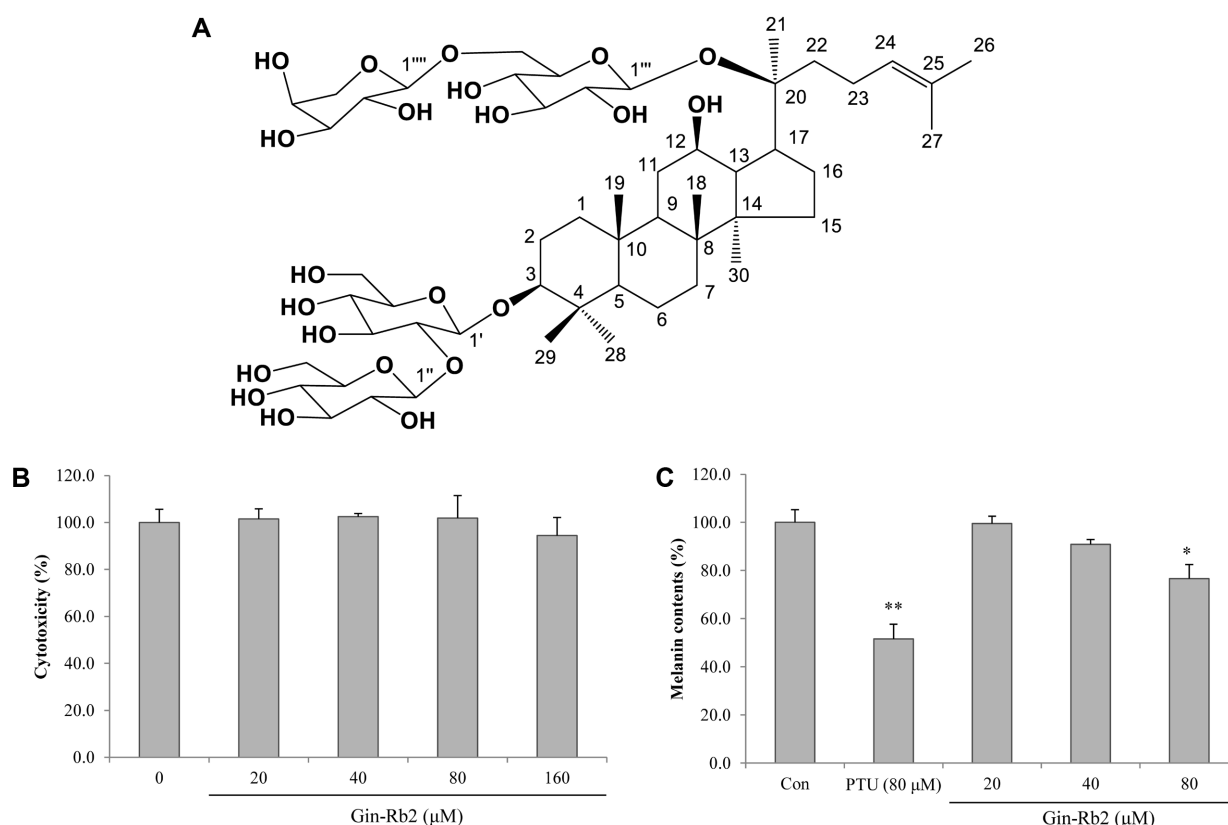 A
HO
O
1''''
O
O
1'''
O
21
22
24
26
25
23
20
27
HO
OH
HO
HO
HO
OH
OH
12
17
13
16
11
19
18
14
15
1
9
2
10
8
30
HO
3
4
5
7
6
HO
O
O
HO
1'
29
28
HO
O
1''
O
HO
HO
OH
B
120.0
100.0
80.0
60.0
40.0
20.0
0.0
Cytotoxicity (%)
0 20 40 80 160
Gin-Rb2 (μM)
C
120.0
100.0
80.0
60.0
40.0
20.0
0.0
Melanin contents (%)
**
*
Con PTU (80 μM) 20 40 80
Gin-Rb2 (μM)